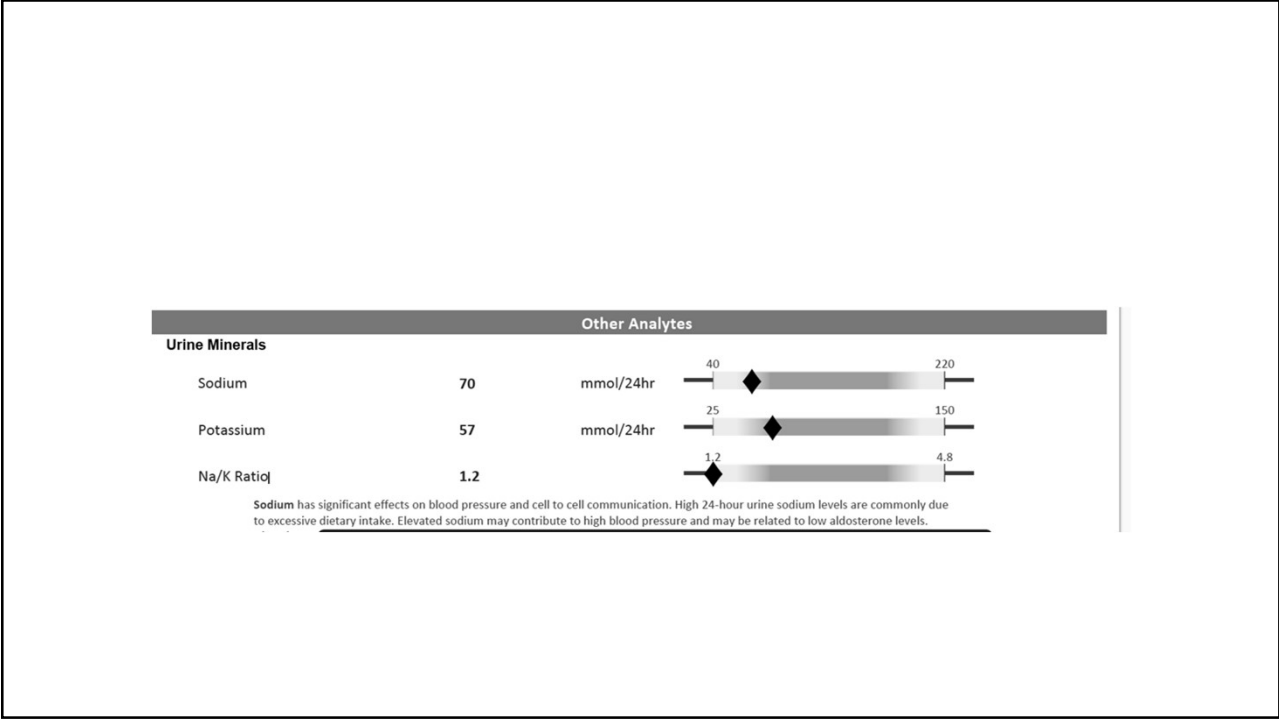 Other Analytes
Urine Minerals
Sodium 70 mmol/24hr 40 220
Potassium 57 mmol/24hr 25 150
Na/K Ratio 1.2 1.2 4.8
Sodium has significant effects on blood pressure and cell to cell communication. High 24-hour urine sodium levels are commonly due
to excessive dietary intake. Elevated sodium may contribute to high blood pressure and may be related to low aldosterone levels.